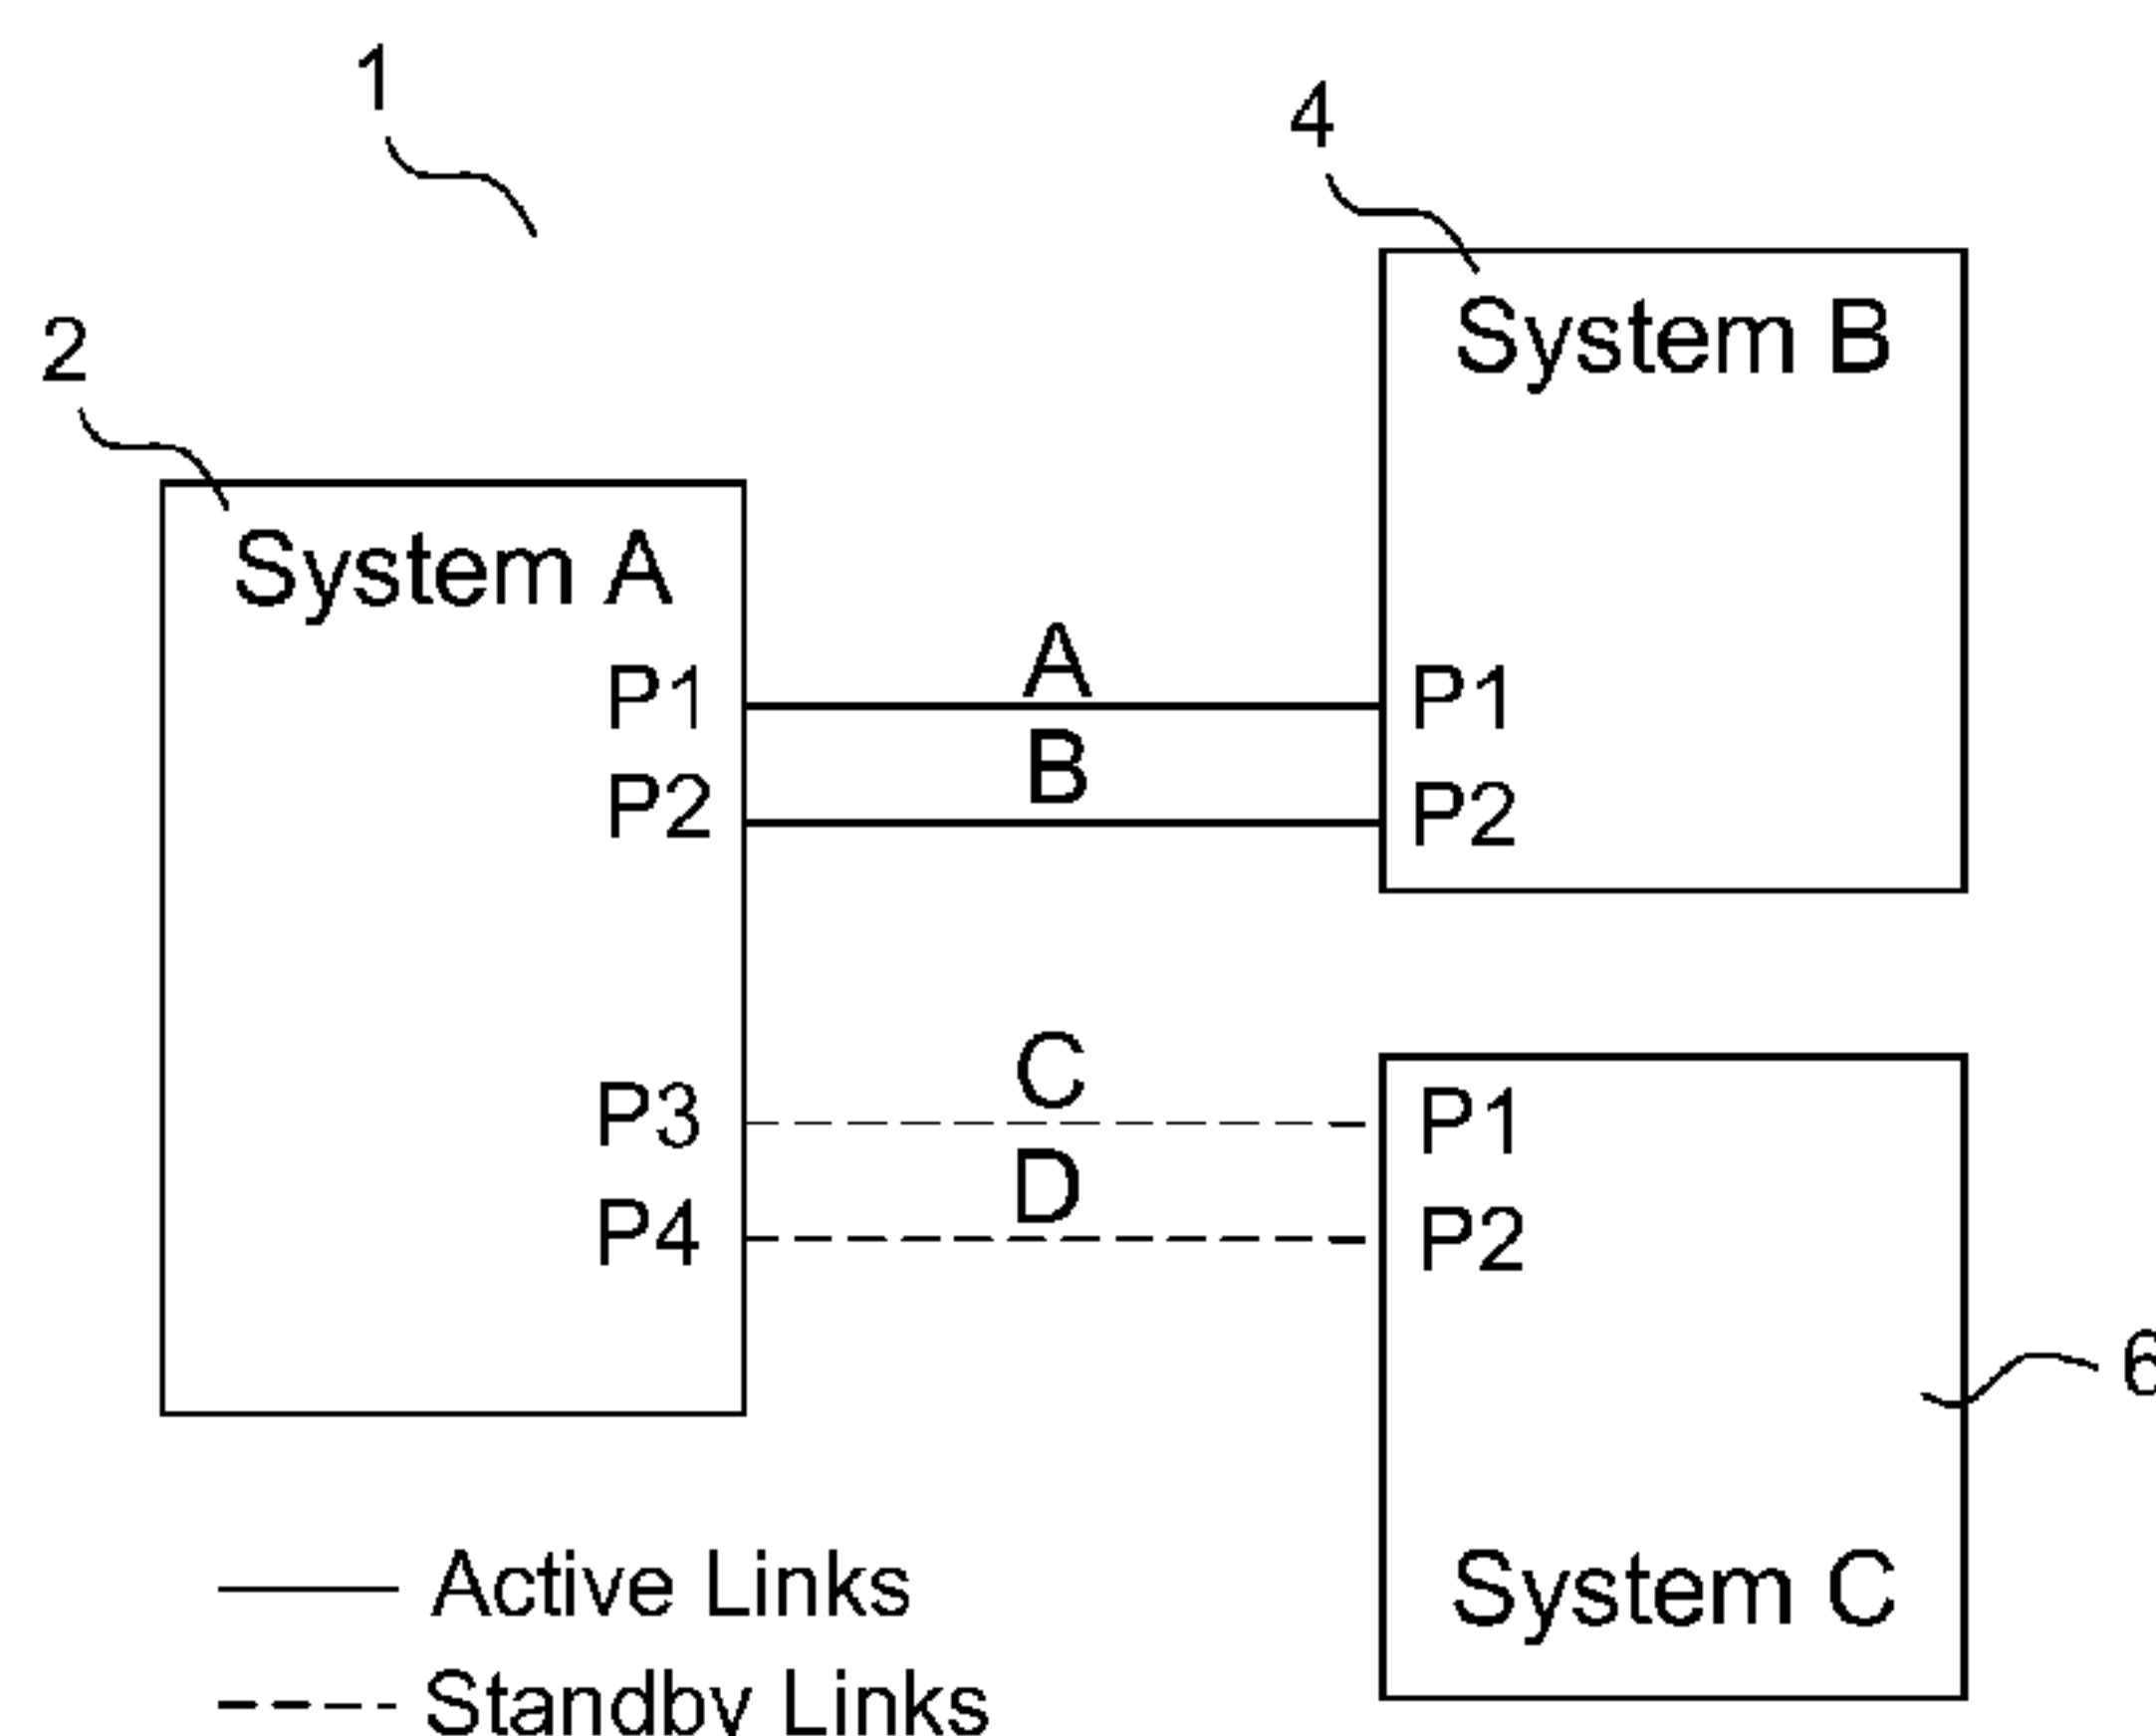 1
4
2
System B
System A
A
P1
P1
B
P2
P2
C
P3
P1
D
P4
P2
6
Active Links
System C
Standby Links